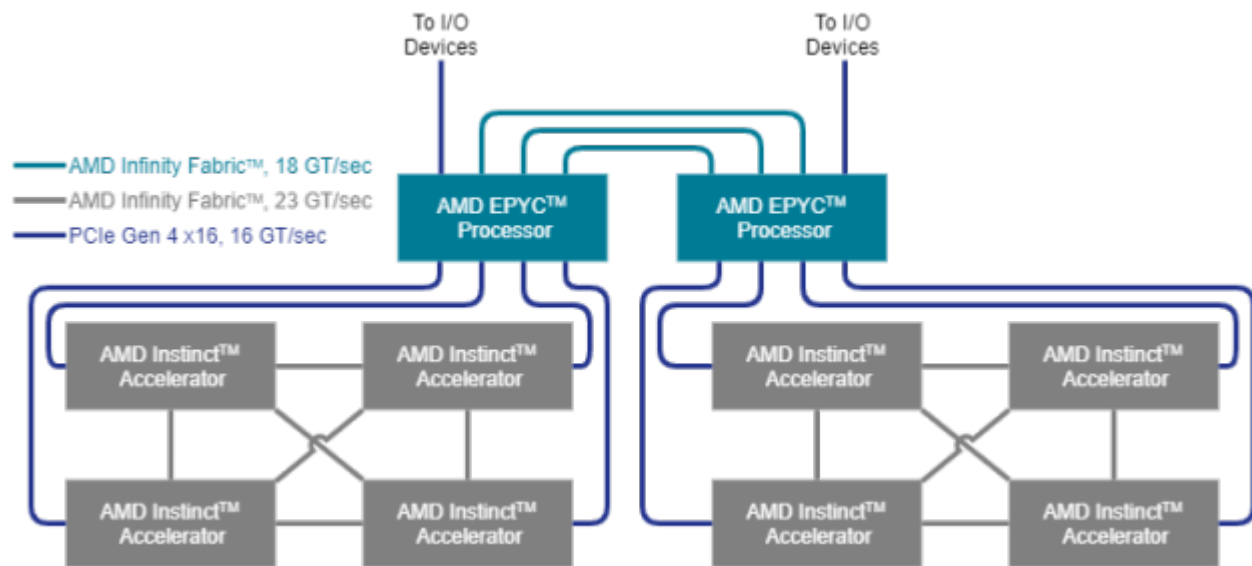 To I/O
Devices
To I/O
Devices
AMD Infinity Fabric™, 18 GT/sec
AMD Infinity Fabric™, 23 GT/sec
PCIe Gen 4 x16, 16 GT/sec
AMD EPYC™
Processor
AMD EPYC™
Processor
AMD Instinct™
Accelerator
AMD Instinct™
Accelerator
AMD Instinct™
Accelerator
AMD Instinct™
Accelerator
AMD Instinct™
Accelerator
AMD Instinct™
Accelerator
AMD Instinct™
Accelerator
AMD Instinct™
Accelerator